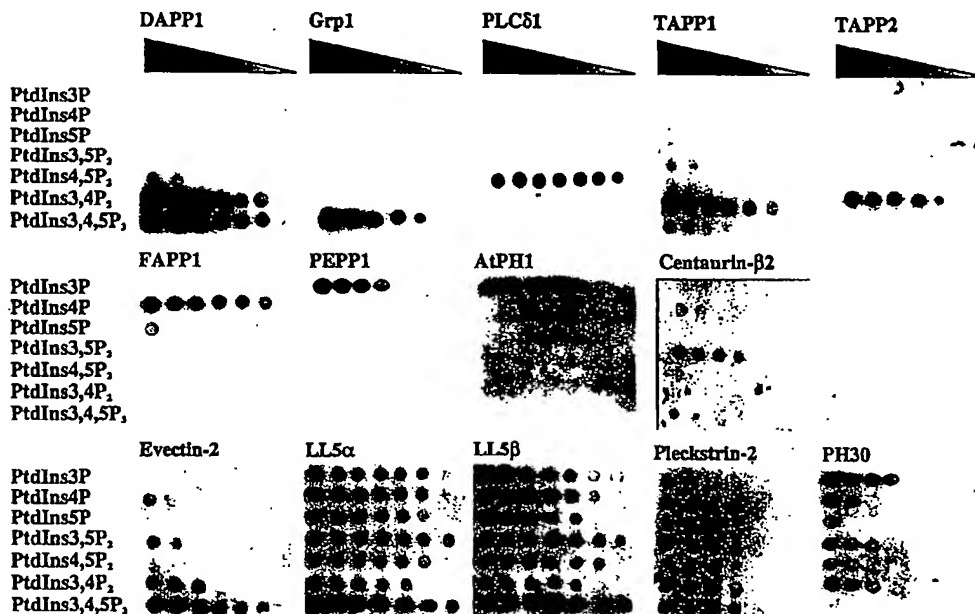 DAPP1 Grp1 PLCδ1 TAPP1 TAPP2
PtdIns3P
PtdIns4P
PtdIns5P
PtdIns3,5P₂
PtdIns4,5P₂
PtdIns3,4P₂
PtdIns3,4,5P₃
FAPP1 PEPP1 AtPH1 Centaurin-β2
PtdIns3P
PtdIns4P
PtdIns5P
PtdIns3,5P₂
PtdIns4,5P₂
PtdIns3,4P₂
PtdIns3,4,5P₃
Evectin-2 LL5α LL5β Pleckstrin-2 PH30
PtdIns3P
PtdIns4P
PtdIns5P
PtdIns3,5P₂
PtdIns4,5P₂
PtdIns3,4P₂
PtdIns3,4,5P₃